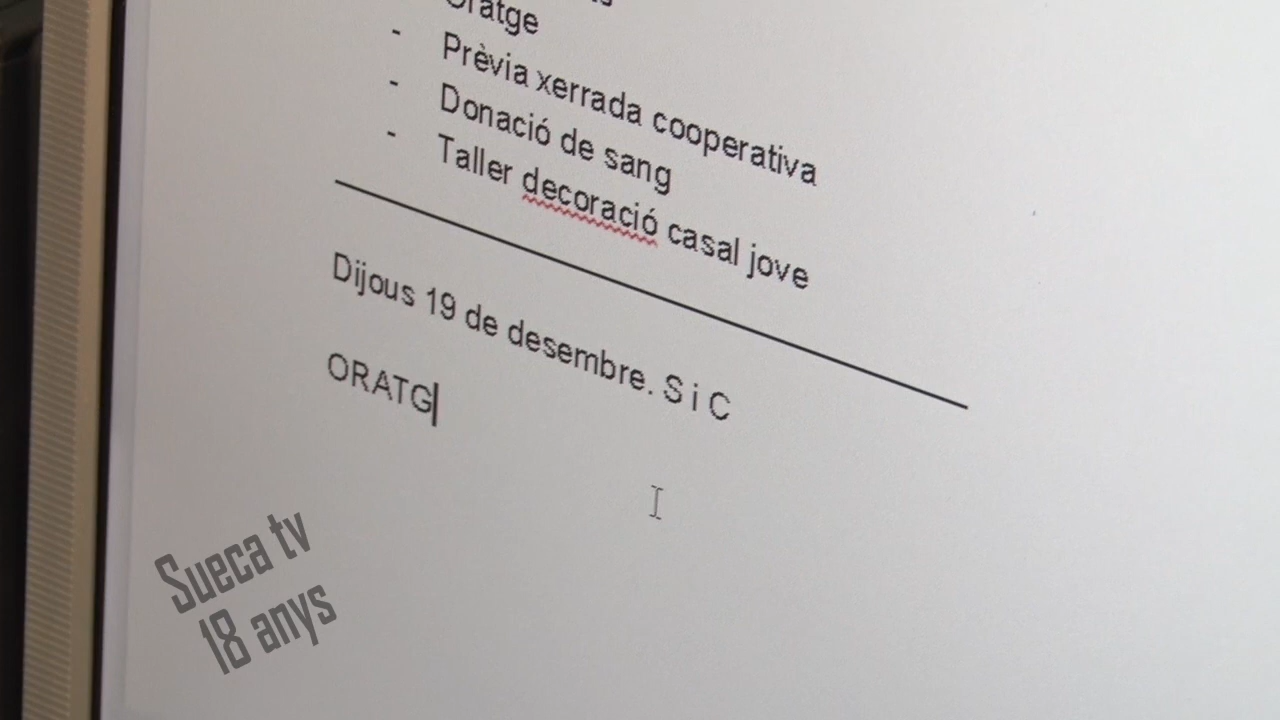 Oratge
- Prèvia xerrada cooperativa
- Donació de sang
- Taller decoració casal jove
Dijous 19 de desembre. S i C
ORATG
Sueca tv
18 anys